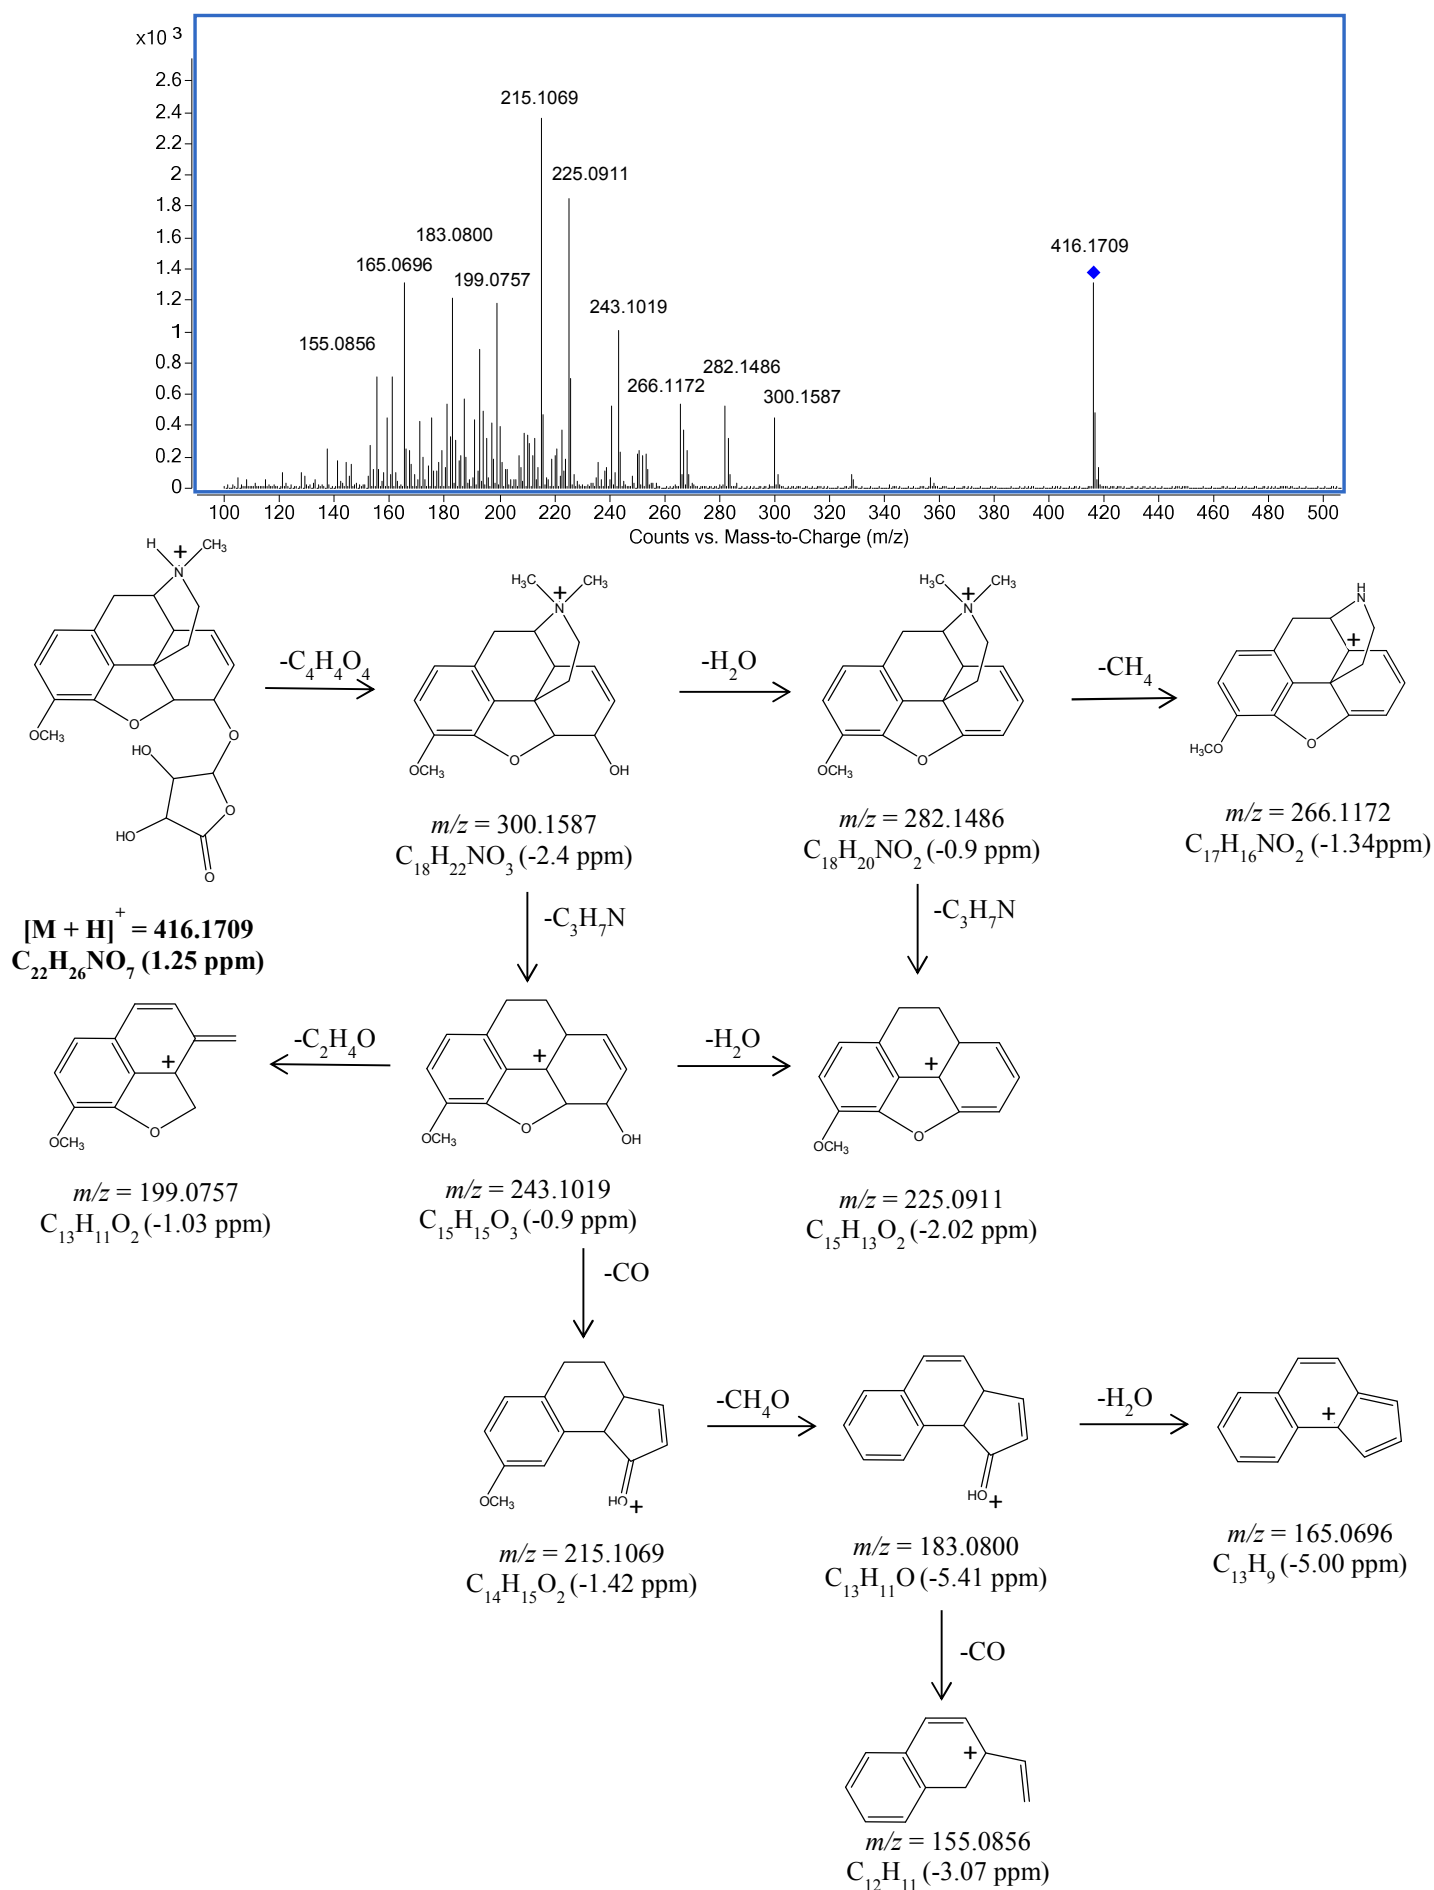 x10 3
2.6
2.4
2.2
2
1.8
1.6
1.4
1.2
1
0.8
0.6
0.4
0.2
0
215.1069
225.0911
183.0800
165.0696
199.0757
416.1709
243.1019
155.0856
282.1486
266.1172
300.1587
100 120 140 160 180 200 220 240 260 280 300 320 340 360 380 400 420 440 460 480 500
Counts vs. Mass-to-Charge (m/z)
H + CH3
N
O
OCH3
O
HO
O
HO
O
[M + H]+ = 416.1709
C22H26NO7 (1.25 ppm)
-C4H4O4
H3C + CH3
N
O
OCH3
OH
m/z = 300.1587
C18H22NO3 (-2.4 ppm)
-H2O
H3C + CH3
N
O
OCH3
m/z = 282.1486
C18H20NO2 (-0.9 ppm)
-CH4
H
N
+
H3CO
O
m/z = 266.1172
C17H16NO2 (-1.34ppm)
-C3H7N
-C3H7N
+
O
OCH3
m/z = 199.0757
C13H11O2 (-1.03 ppm)
-C2H4O
+
O
OCH3
OH
m/z = 243.1019
C15H15O3 (-0.9 ppm)
-H2O
+
O
OCH3
m/z = 225.0911
C15H13O2 (-2.02 ppm)
-CO
OCH3
HO+
m/z = 215.1069
C14H15O2 (-1.42 ppm)
-CH4O
HO+
m/z = 183.0800
C13H11O (-5.41 ppm)
-H2O
+
m/z = 165.0696
C13H9 (-5.00 ppm)
-CO
+
m/z = 155.0856
C12H11 (-3.07 ppm)